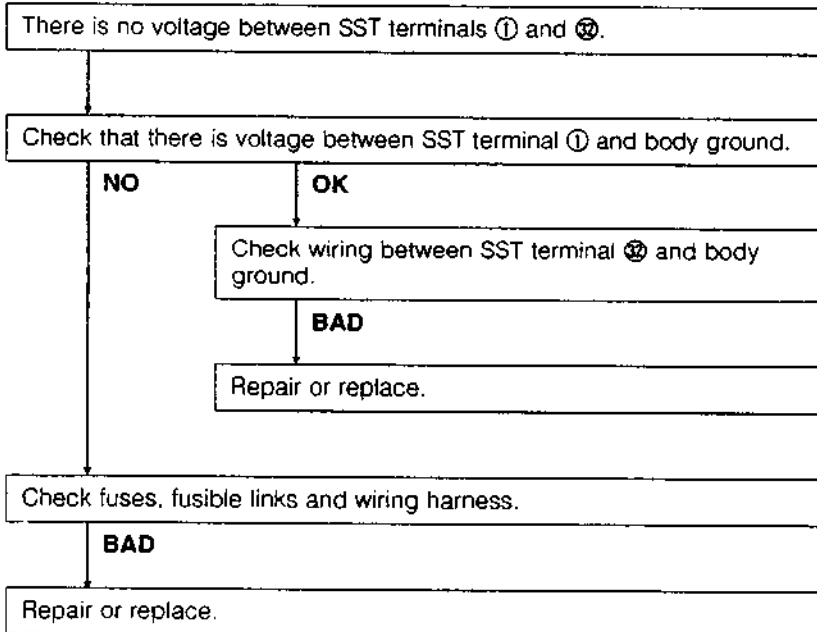 There is no voltage between SST terminals ① and ㉜.
Check that there is voltage between SST terminal ① and body ground.
NO
OK
Check wiring between SST terminal ㉜ and body
ground.
BAD
Repair or replace.
Check fuses, fusible links and wiring harness.
BAD
Repair or replace.